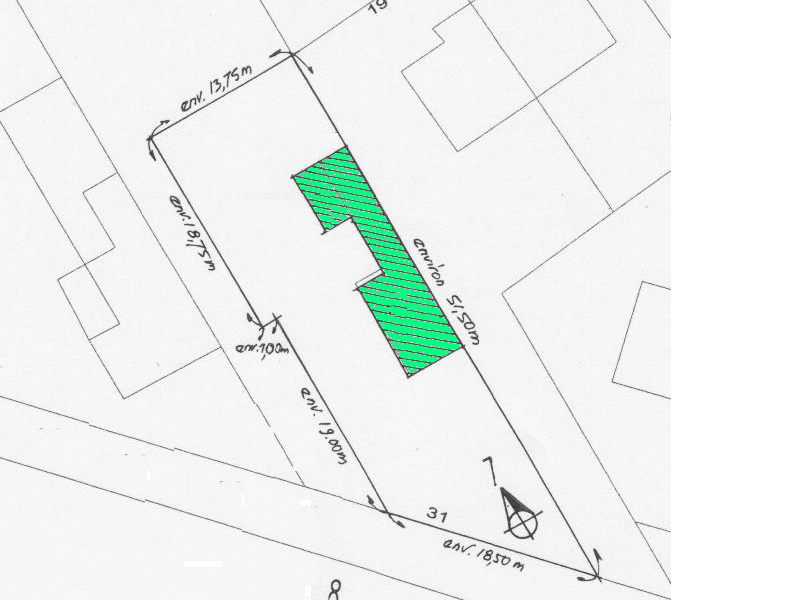 19
env. 13,75m
env. 18,75m
environ 51,50m
env. 1,00m
env. 19.00m
7
31
env. 18,50m
8